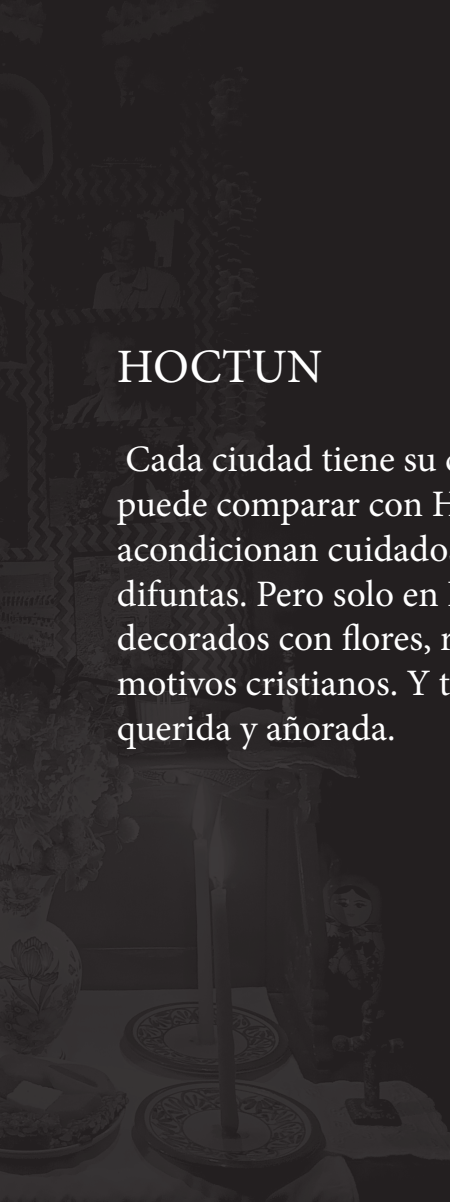 HOCTUN
Cada ciudad tiene su
puede comparar con H
acondicionan cuidado
difuntas. Pero solo en
decorados con flores,
motivos cristianos. Y t
querida y añorada.